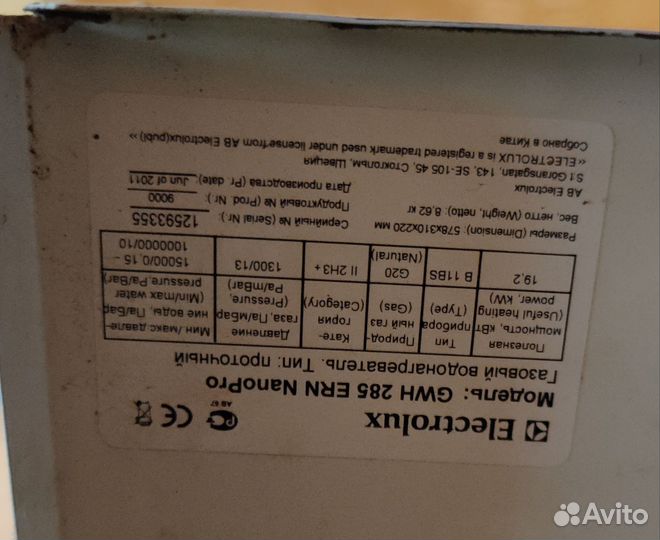 Electrolux
АВ 67
Модель: GWH 285 ERN NanoPro
Газовый водонагреватель. Тип: проточный
Полезная мощность, кВт (Useful heating power, kW)
Тип прибора (Type)
Природный газ (Gas)
Категория (Category)
Давление газа, Па/мБар (Pressure, Pa/mBar)
Мин/макс давление воды, Па/Бар (Min/max water pressure, Pa/Bar)
19,2
B 11BS
G20 (Natural)
II 2H3+
1300/13
15000/0,15 – 1000000/10
Размеры (Dimension) 578x310x220 мм
Вес, нетто (Weight, netto), 8,62 кг
Серийный № (Serial Nr.): 12593355
Продуктовый № (Prod. Nr.): 9000
Дата производства (Pr. date): Jun of 2011
AB Electrolux
S:t Göransgatan, 143, SE-105 45, Стокгольм, Швеция
«ELECTROLUX is a registered trademark used under license from AB Electrolux(publ)»
Собрано в Китае
Avito